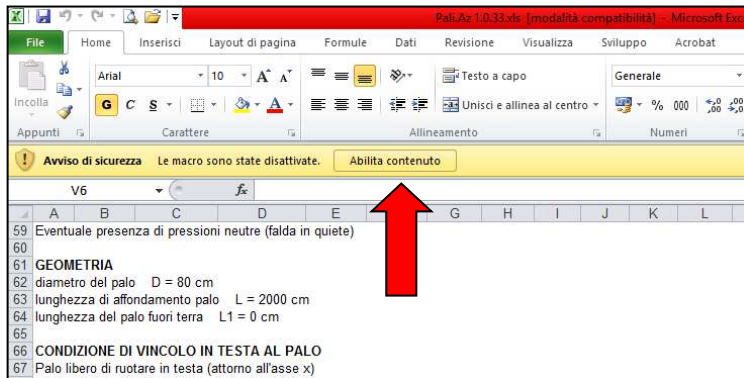 Pali.Az 1.0.33.xls [modalità compatibilità] - Microsoft Exc
File Home Inserisci Layout di pagina Formule Dati Revisione Visualizza Sviluppo Acrobat
Arial 10 A A Testo a capo Generale
Incolla G C S A Unisci e allinea al centro % 000 ,00 ,00
Appunti Carattere Allineamento Numeri
Avviso di sicurezza Le macro sono state disattivate. Abilita contenuto
V6 fx
A B C D E G H I J K L
59 Eventuale presenza di pressioni neutre (falda in quiete)
60
61 GEOMETRIA
62 diametro del palo D = 80 cm
63 lunghezza di affondamento palo L = 2000 cm
64 lunghezza del palo fuori terra L1 = 0 cm
65
66 CONDIZIONE DI VINCOLO IN TESTA AL PALO
67 Palo libero di ruotare in testa (attorno all'asse x)